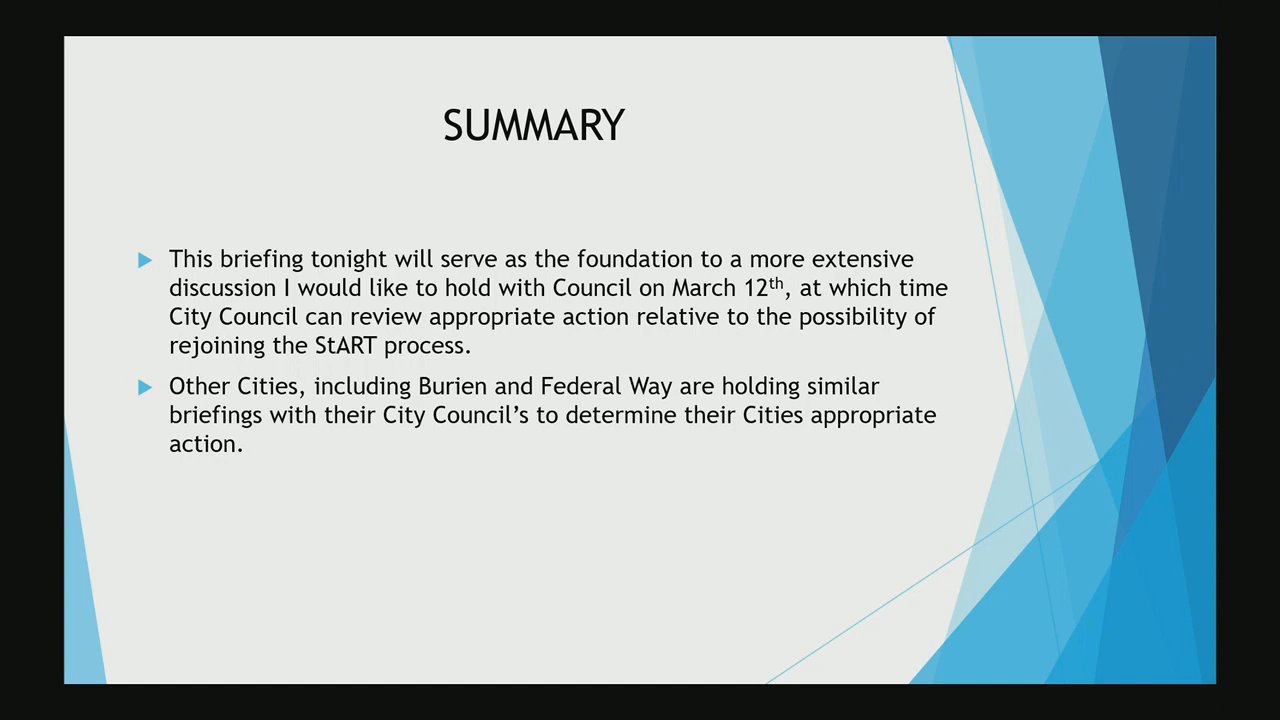 SUMMARY
This briefing tonight will serve as the foundation to a more extensive
discussion I would like to hold with Council on March 12th, at which time
City Council can review appropriate action relative to the possibility of
rejoining the StART process.
Other Cities, including Burien and Federal Way are holding similar
briefings with their City Council’s to determine their Cities appropriate
action.